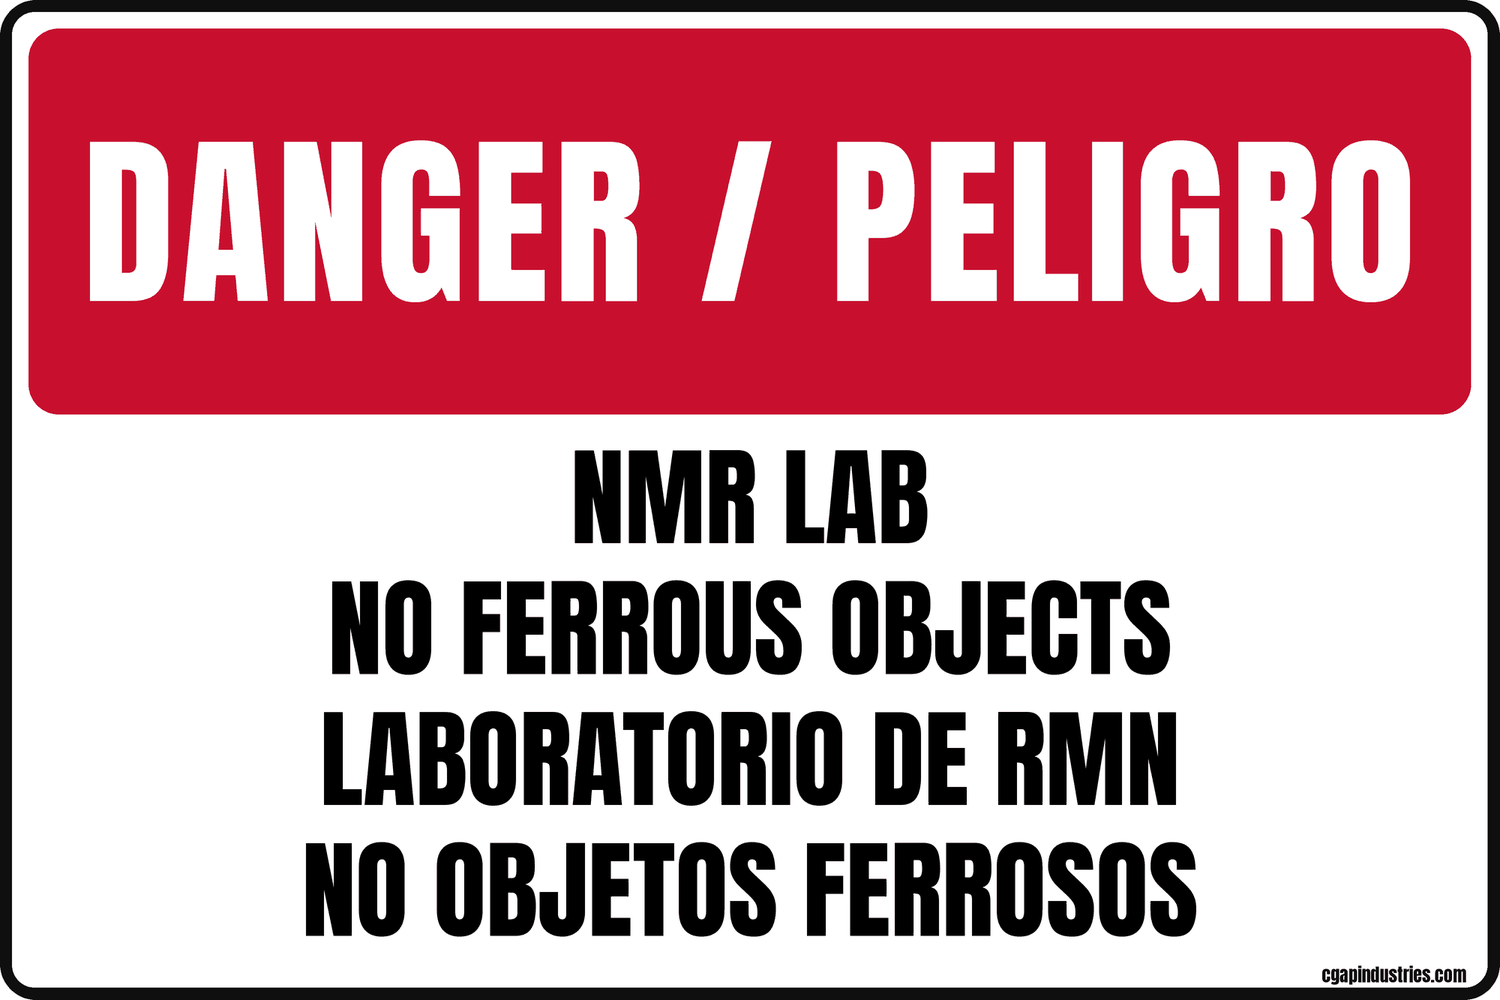 DANGER / PELIGRO
NMR LAB
NO FERROUS OBJECTS
LABORATORIO DE RMN
NO OBJETOS FERROSOS
cgapindustries.com